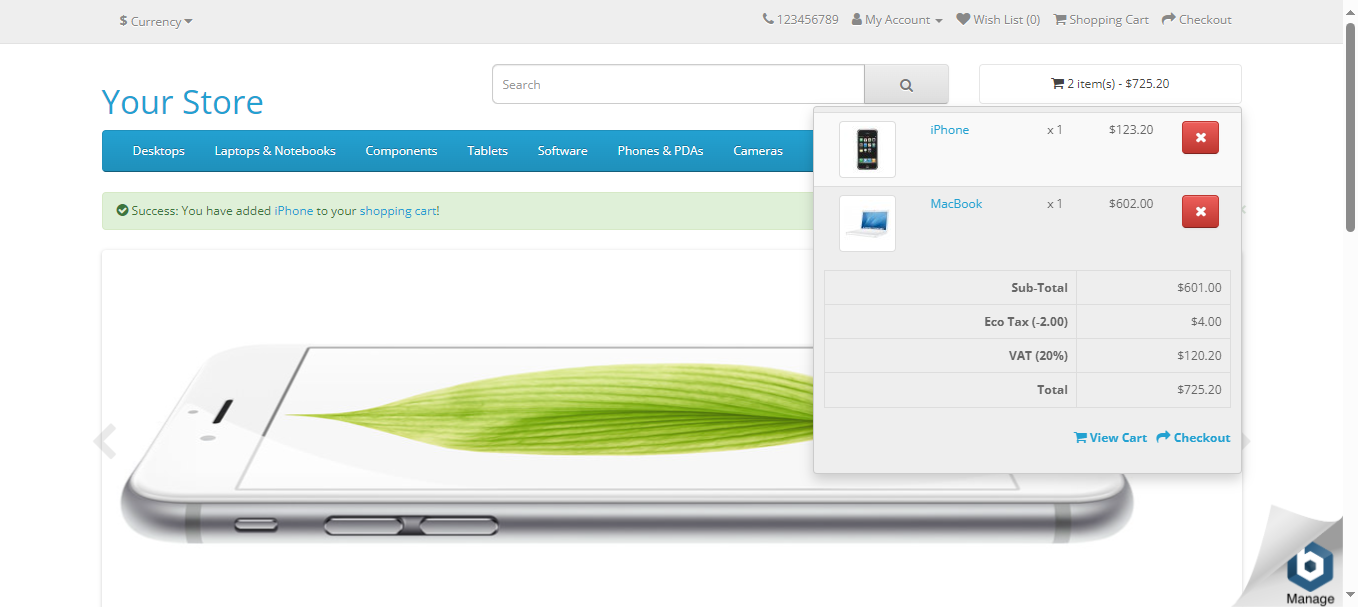 $ Currency
123456789 My Account Wish List (0) Shopping Cart Checkout
Your Store
Search
2 item(s) - $725.20
Desktops Laptops & Notebooks Components Tablets Software Phones & PDAs Cameras
Success: You have added iPhone to your shopping cart!
iPhone x 1 $123.20
MacBook x 1 $602.00
Sub-Total $601.00
Eco Tax (-2.00) $4.00
VAT (20%) $120.20
Total $725.20
View Cart Checkout
b
Manage